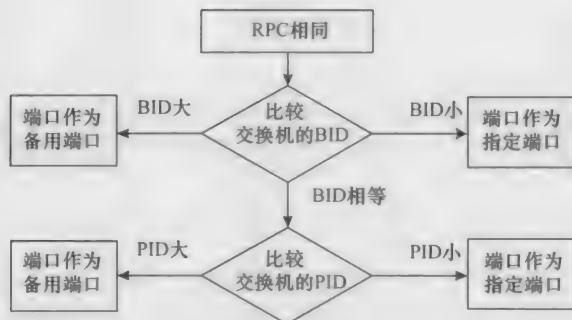 RPC相同
端口作为
备用端口
BID大
比较
交换机的BID
BID小
端口作为
指定端口
BID相等
端口作为
备用端口
PID大
比较
交换机的PID
PID小
端口作为
指定端口